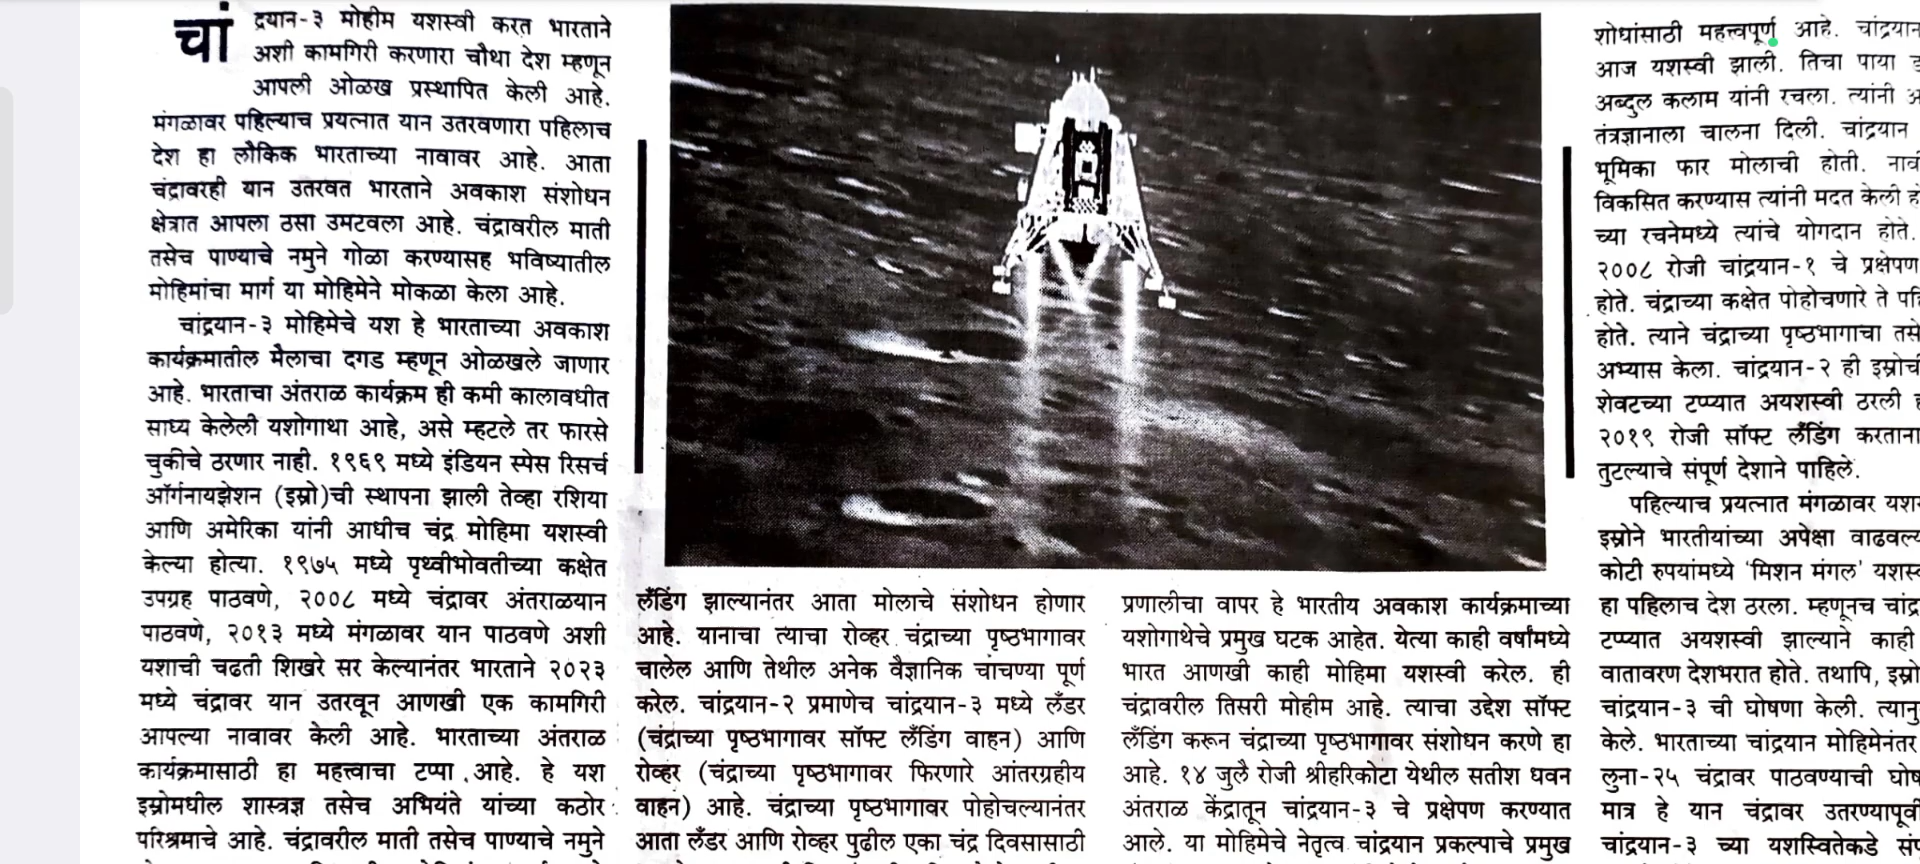 चांद्रयान-३ मोहीम यशस्वी करत भारताने
अशी कामगिरी करणारा चौथा देश म्हणून
आपली ओळख प्रस्थापित केली आहे.
मंगळावर पहिल्याच प्रयत्नात यान उतरवणारा पहिलाच
देश हा लौकिक भारताच्या नावावर आहे. आता
चंद्रावरही यान उतरवत भारताने अवकाश संशोधन
क्षेत्रात आपला ठसा उमटवला आहे. चंद्रावरील माती
तसेच पाण्याचे नमुने गोळा करण्यासह भविष्यातील
मोहिमांचा मार्ग या मोहिमेने मोकळा केला आहे.
चांद्रयान-३ मोहिमेचे यश हे भारताच्या अवकाश
कार्यक्रमातील मैलाचा दगड म्हणून ओळखले जाणार
आहे. भारताचा अंतराळ कार्यक्रम ही कमी कालावधीत
साध्य केलेली यशोगाथा आहे, असे म्हटले तर फारसे
चुकीचे ठरणार नाही. १९६९ मध्ये इंडियन स्पेस रिसर्च
ऑर्गनायझेशन (इस्रो)ची स्थापना झाली तेव्हा रशिया
आणि अमेरिका यांनी आधीच चंद्र मोहिमा यशस्वी
केल्या होत्या. १९७५ मध्ये पृथ्वीभोवतीच्या कक्षेत
उपग्रह पाठवणे, २००८ मध्ये चंद्रावर अंतराळयान
पाठवणे, २०१३ मध्ये मंगळावर यान पाठवणे अशी
यशाची चढती शिखरे सर केल्यानंतर भारताने २०२३
मध्ये चंद्रावर यान उतरवून आणखी एक कामगिरी
आपल्या नावावर केली आहे. भारताच्या अंतराळ
कार्यक्रमासाठी हा महत्त्वाचा टप्पा आहे. हे यश
इस्रोमधील शास्त्रज्ञ तसेच अभियंते यांच्या कठोर
परिश्रमाचे आहे. चंद्रावरील माती तसेच पाण्याचे नमुने
लँडिंग झाल्यानंतर आता मोलाचे संशोधन होणार
आहे. यानाचा त्याचा रोव्हर चंद्राच्या पृष्ठभागावर
चालेल आणि तेथील अनेक वैज्ञानिक चांचण्या पूर्ण
करेल. चांद्रयान-२ प्रमाणेच चांद्रयान-३ मध्ये लँडर
(चंद्राच्या पृष्ठभागावर सॉफ्ट लँडिंग वाहन) आणि
रोव्हर (चंद्राच्या पृष्ठभागावर फिरणारे आंतरग्रहीय
वाहन) आहे. चंद्राच्या पृष्ठभागावर पोहोचल्यानंतर
आता लँडर आणि रोव्हर पुढील एका चंद्र दिवसासाठी
प्रणालीचा वापर हे भारतीय अवकाश कार्यक्रमाच्या
यशोगाथेचे प्रमुख घटक आहेत. येत्या काही वर्षांमध्ये
भारत आणखी काही मोहिमा यशस्वी करेल. ही
चंद्रावरील तिसरी मोहीम आहे. त्याचा उद्देश सॉफ्ट
लँडिंग करून चंद्राच्या पृष्ठभागावर संशोधन करणे हा
आहे. १४ जुलै रोजी श्रीहरिकोटा येथील सतीश धवन
अंतराळ केंद्रातून चांद्रयान-३ चे प्रक्षेपण करण्यात
आले. या मोहिमेचे नेतृत्व चांद्रयान प्रकल्पाचे प्रमुख
शोधांसाठी महत्त्वपूर्ण आहे. चांद्रयान
आज यशस्वी झाली. तिचा पाया
अब्दुल कलाम यांनी रचला. त्यांनी
तंत्रज्ञानाला चालना दिली. चांद्रयान
भूमिका फार मोलाची होती.
विकसित करण्यास त्यांनी मदत केली
च्या रचनेमध्ये त्यांचे योगदान होते.
२००८ रोजी चांद्रयान-१ चे प्रक्षेपण
होते. चंद्राच्या कक्षेत पोहोचणारे ते
होते. त्याने चंद्राच्या पृष्ठभागाचा
अभ्यास केला. चांद्रयान-२ ही इस्रोची
शेवटच्या टप्प्यात अयशस्वी ठरली
२०१९ रोजी सॉफ्ट लँडिंग करताना
तुटल्याचे संपूर्ण देशाने पाहिले.
पहिल्याच प्रयत्नात मंगळावर
इस्रोने भारतीयांच्या अपेक्षा
कोटी रुपयांमध्ये 'मिशन मंगल'
हा पहिलाच देश ठरला. म्हणूनच
टप्प्यात अयशस्वी झाल्याने काही
वातावरण देशभरात होते. तथापि,
चांद्रयान-३ ची घोषणा केली.
केले. भारताच्या चांद्रयान मोहिमेनंतर
लुना-२५ चंद्रावर पाठवण्याची
मात्र हे यान चंद्रावर उतरण्यापूर्वी
चांद्रयान-३ च्या यशस्वितेकडे